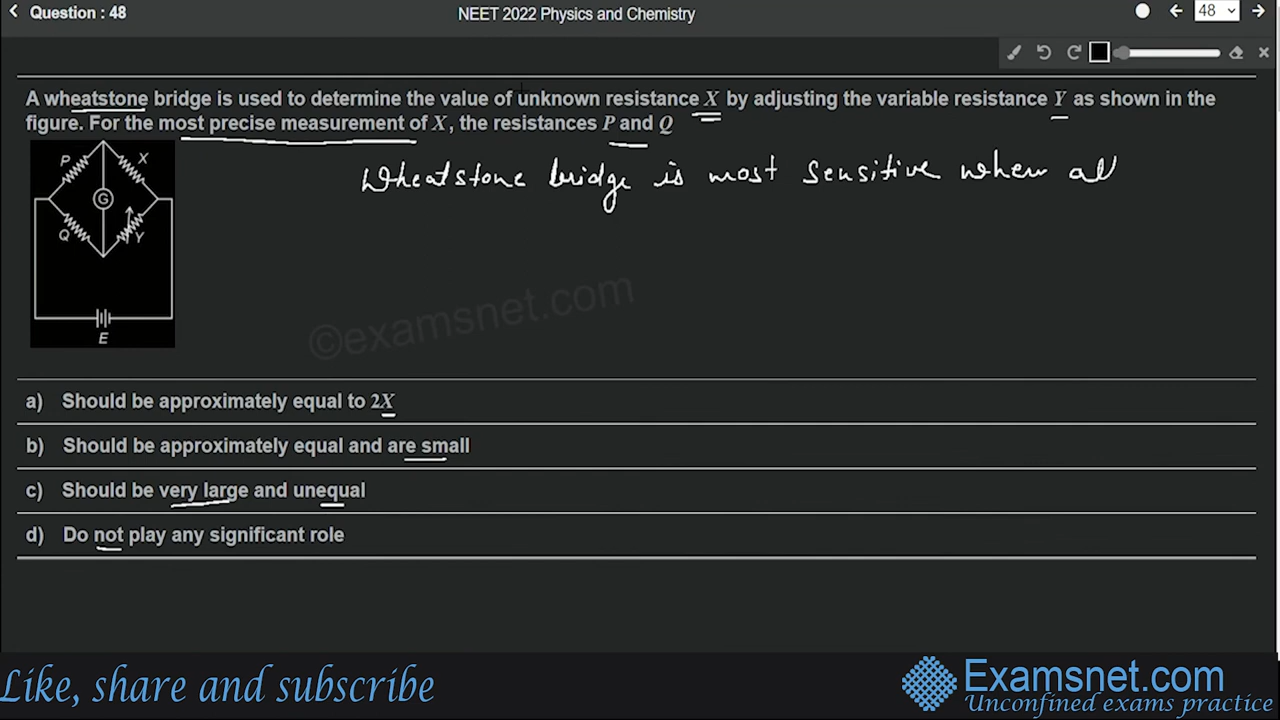 Question : 48
NEET 2022 Physics and Chemistry
48
A wheatstone bridge is used to determine the value of unknown resistance X by adjusting the variable resistance Y as shown in the
figure. For the most precise measurement of X, the resistances P and Q
Wheatstone bridge is most sensitive when all
P
X
G
Q
Y
E
©examsnet.com
a) Should be approximately equal to 2X
b) Should be approximately equal and are small
c) Should be very large and unequal
d) Do not play any significant role
Like, share and subscribe
Examsnet.com
Unconfined exams practice